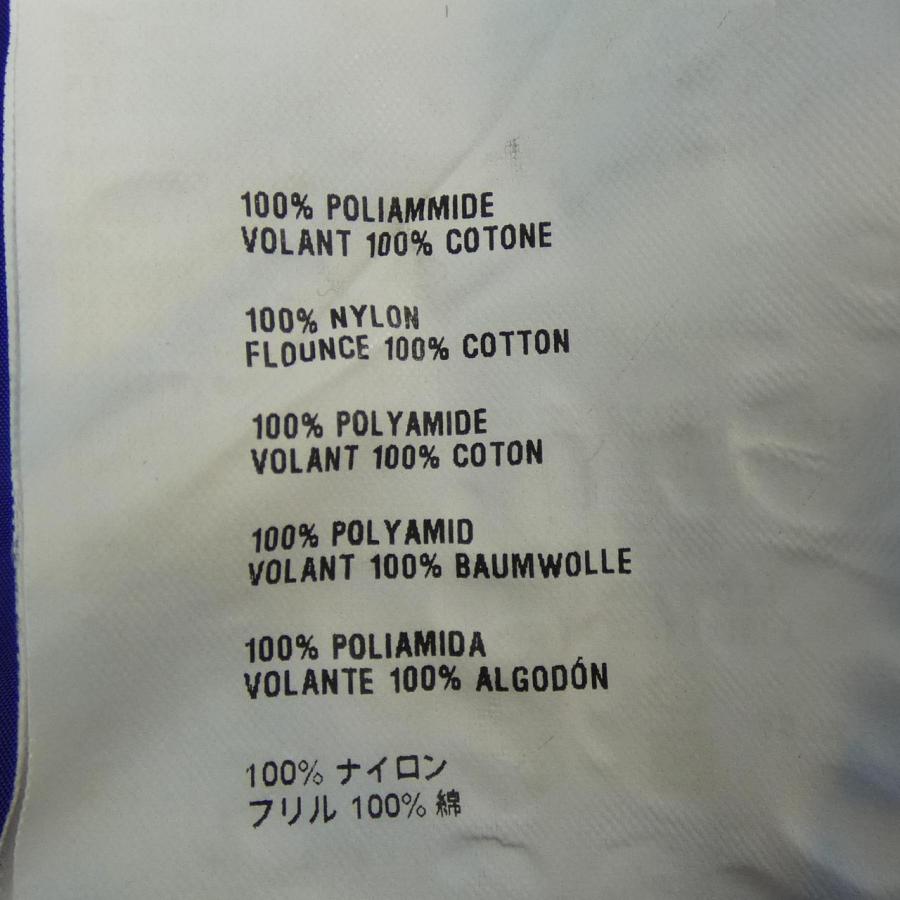 100% POLIAMMIDE
VOLANT 100% COTONE
100% NYLON
FLOUNCE 100% COTTON
100% POLYAMIDE
VOLANT 100% COTON
100% POLYAMID
VOLANT 100% BAUMWOLLE
100% POLIAMIDA
VOLANTE 100% ALGODÓN
100% ナイロン
フリル 100% 綿